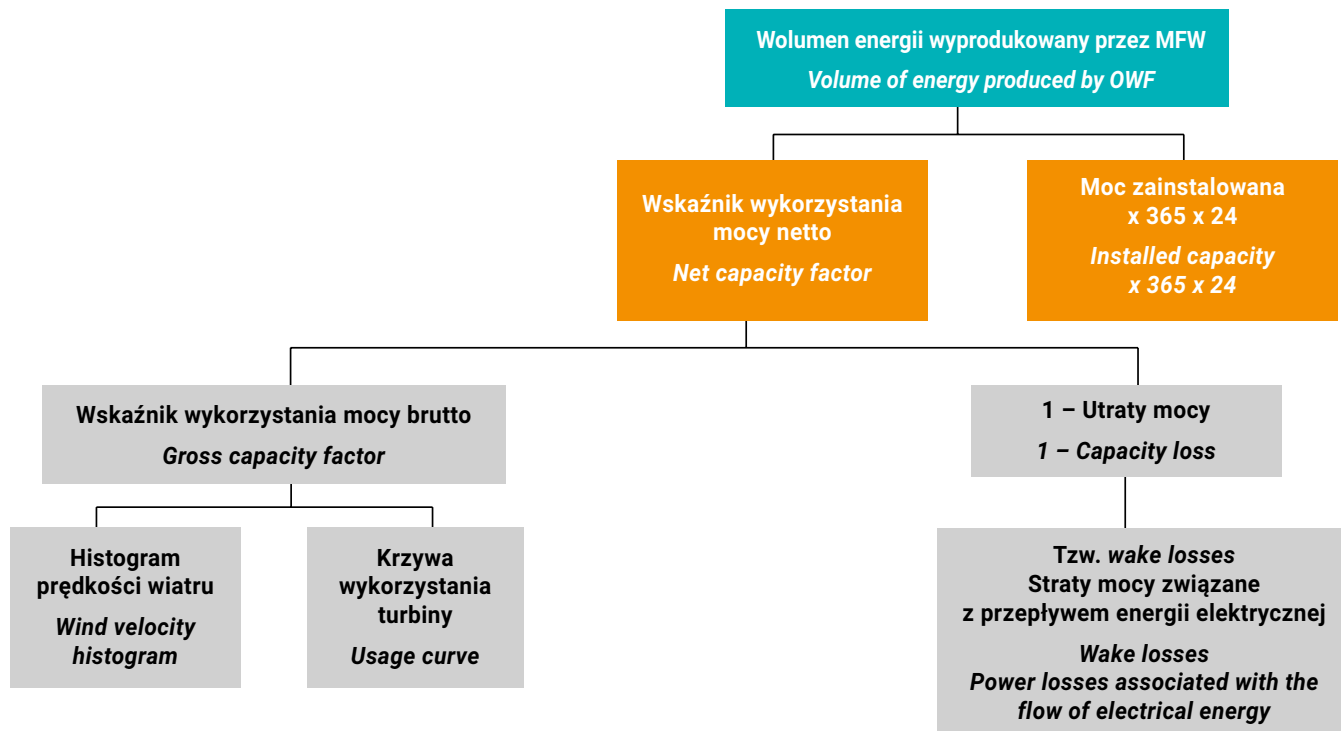 Wolumen energii wyprodukowany przez MFW
Volume of energy produced by OWF
Wskaźnik wykorzystania
mocy netto
Net capacity factor
Moc zainstalowana
x 365 x 24
Installed capacity
x 365 x 24
Wskaźnik wykorzystania mocy brutto
Gross capacity factor
1 – Utraty mocy
1 – Capacity loss
Histogram
prędkości wiatru
Wind velocity
histogram
Krzywa
wykorzystania
turbiny
Usage curve
Tzw. wake losses
Straty mocy związane
z przepływem energii elektrycznej
Wake losses
Power losses associated with the
flow of electrical energy